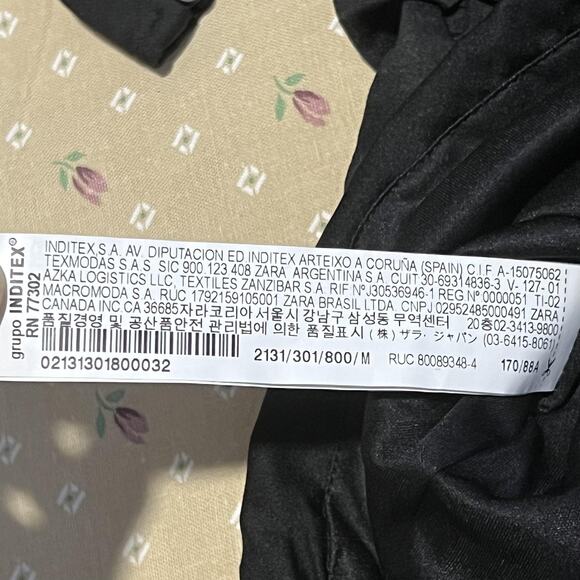 grupo INDITEX®
RN 77302
INDITEX,S.A. AV. DIPUTACION ED INDITEX ARTEIXO A CORUÑA (SPAIN) C.I.F. A-15075062
TEXMODAS S.A.S SIC 900.123 408 ZARA ARGENTINA S.A. CUIT 30-69314836-3 V- 127- 01
AZKA LOGISTICS LLC, TEXTILES ZANZIBAR S.A. RIF NºJ30536946-1 REG Nº 0000051 TI-02
MACROMODA S.A. RUC 1792159105001 ZARA BRASIL LTDA. CNPJ 02952485000491 ZARA
CANADA INC.CA 36685자라코리아 서울시 강남구 삼성동 무역센터 20층02-3413-9800
품질경영 및 공산품안전 관리법에 의한 품질표시 (株) ザラ・ジャパン (03-6415-8061)
02131301800032 2131/301/800/M RUC 80089348-4 170/88A